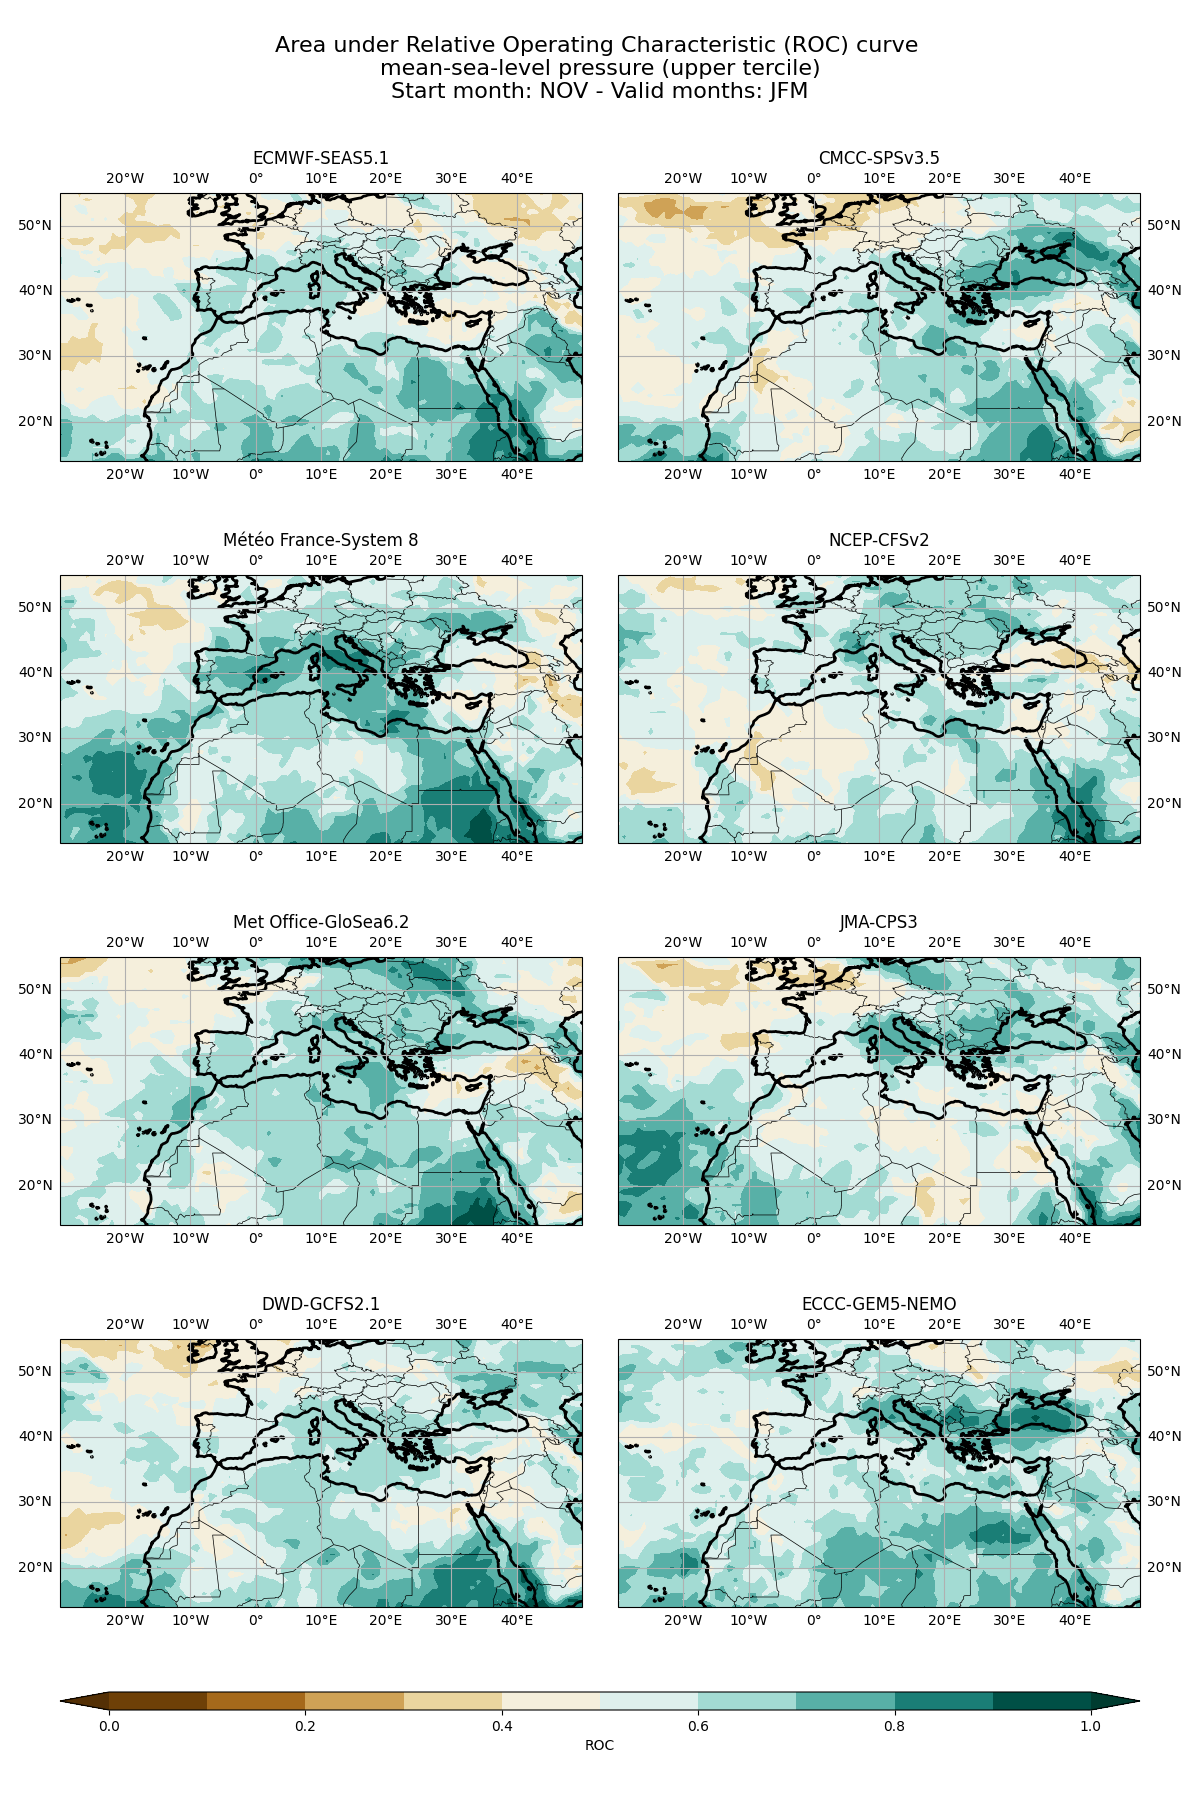 Area under Relative Operating Characteristic (ROC) curve
mean-sea-level pressure (upper tercile)
Start month: NOV - Valid months: JFM
ECMWF-SEAS5.1
20°W 10°W 0° 10°E 20°E 30°E 40°E
50°N
40°N
30°N
20°N
20°W 10°W 0° 10°E 20°E 30°E 40°E
CMCC-SPSv3.5
20°W 10°W 0° 10°E 20°E 30°E 40°E
50°N
40°N
30°N
20°N
20°W 10°W 0° 10°E 20°E 30°E 40°E
Météo France-System 8
20°W 10°W 0° 10°E 20°E 30°E 40°E
50°N
40°N
30°N
20°N
20°W 10°W 0° 10°E 20°E 30°E 40°E
NCEP-CFSv2
20°W 10°W 0° 10°E 20°E 30°E 40°E
50°N
40°N
30°N
20°N
20°W 10°W 0° 10°E 20°E 30°E 40°E
Met Office-GloSea6.2
20°W 10°W 0° 10°E 20°E 30°E 40°E
50°N
40°N
30°N
20°N
20°W 10°W 0° 10°E 20°E 30°E 40°E
JMA-CPS3
20°W 10°W 0° 10°E 20°E 30°E 40°E
50°N
40°N
30°N
20°N
20°W 10°W 0° 10°E 20°E 30°E 40°E
DWD-GCFS2.1
20°W 10°W 0° 10°E 20°E 30°E 40°E
50°N
40°N
30°N
20°N
20°W 10°W 0° 10°E 20°E 30°E 40°E
ECCC-GEM5-NEMO
20°W 10°W 0° 10°E 20°E 30°E 40°E
50°N
40°N
30°N
20°N
20°W 10°W 0° 10°E 20°E 30°E 40°E
0.0 0.2 0.4 0.6 0.8 1.0
ROC